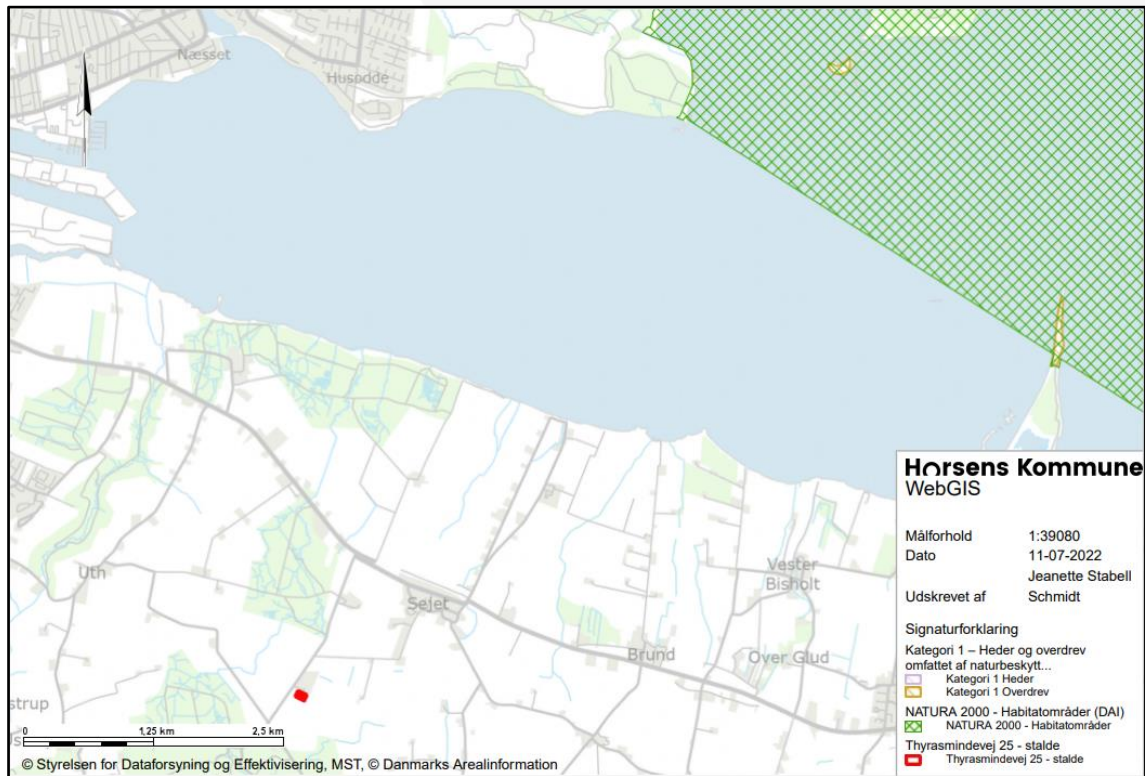 Næsset
Husodde
Uth
Sejet
Vester
Bisholt
Brund
Over Glud
strup
Horsens Kommune
WebGIS
Målforhold 1:39080
Dato 11-07-2022
Jeanette Stabell
Udskrevet af Schmidt
Signaturforklaring
Kategori 1 – Heder og overdrev
omfattet af naturbeskytt...
Kategori 1 Heder
Kategori 1 Overdrev
NATURA 2000 - Habitatområder (DAI)
NATURA 2000 - Habitatområder
Thyrasmindevej 25 - stalde
Thyrasmindevej 25 - stalde
0 1,25 km 2,5 km
© Styrelsen for Dataforsyning og Effektivisering, MST, © Danmarks Arealinformation